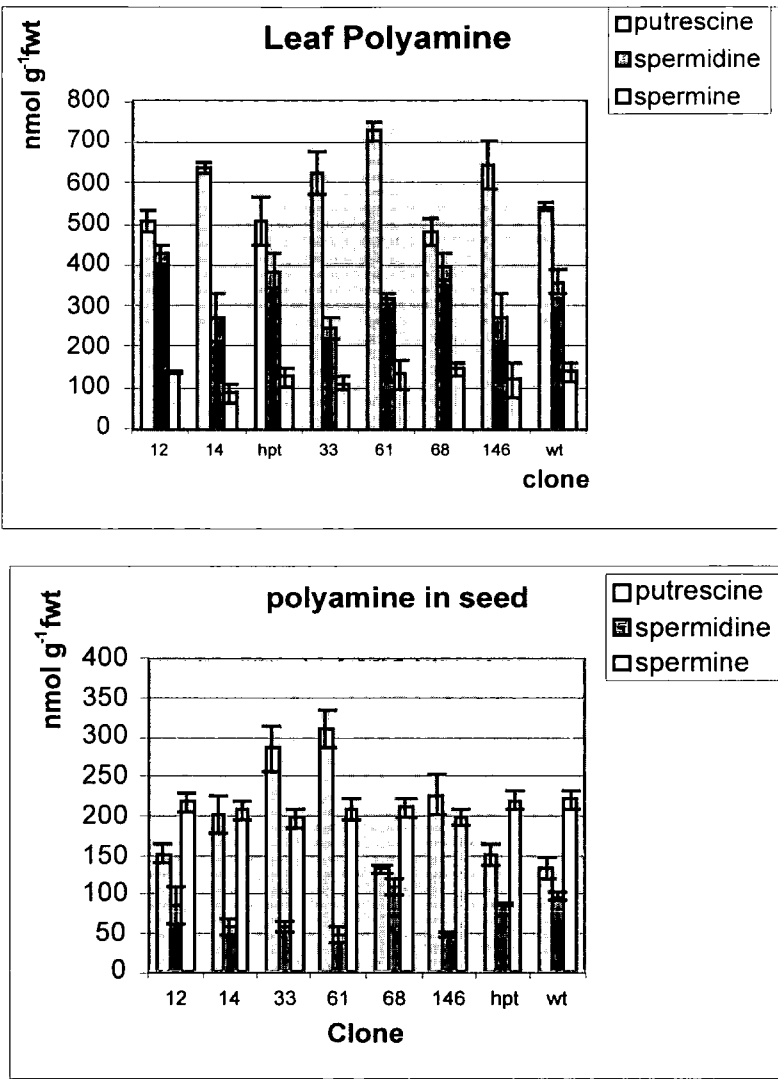 Leaf Polyamine
putrescine
spermidine
spermine
nmol g⁻¹fwt
800
700
600
500
400
300
200
100
0
12 14 hpt 33 61 68 146 wt
clone
polyamine in seed
putrescine
spermidine
spermine
nmol g⁻¹fwt
400
350
300
250
200
150
100
50
0
12 14 33 61 68 146 hpt wt
Clone